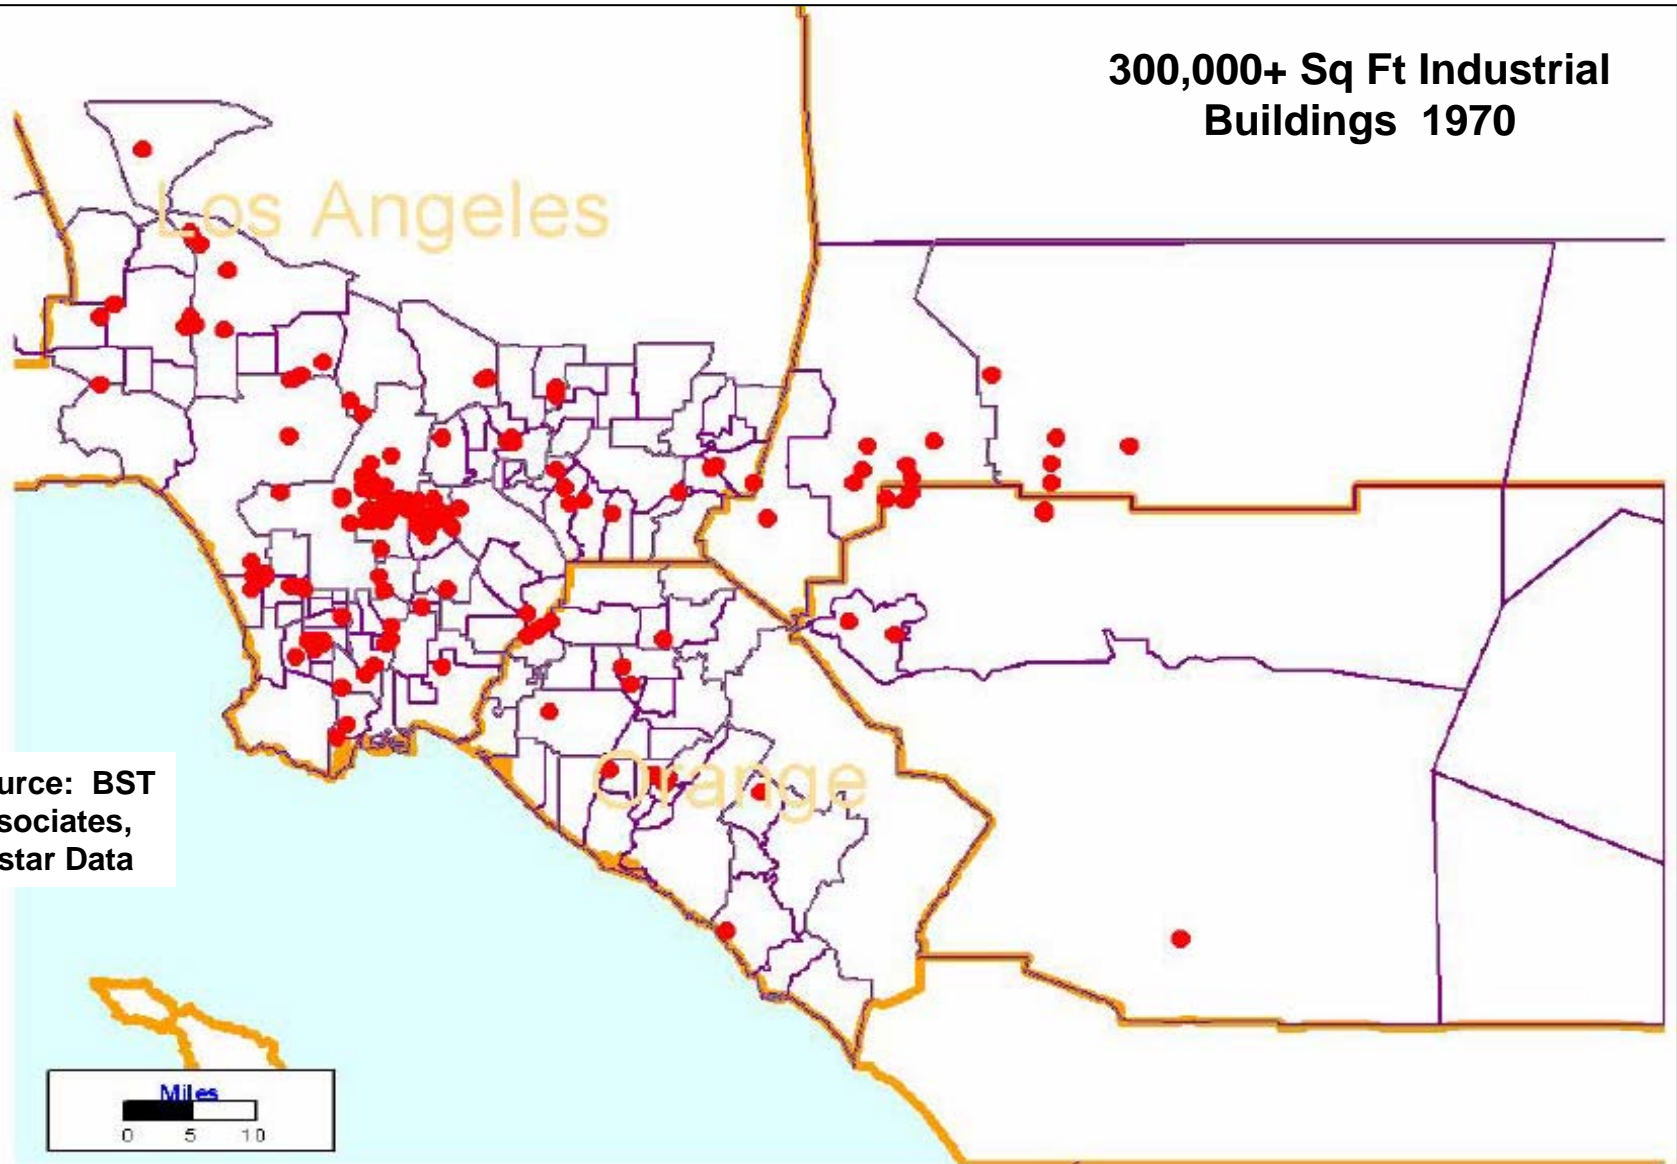 300,000+ Sq Ft Industrial
Buildings 1970
Los Angeles
Orange
urce: BST
sociates,
star Data
Miles
0 5 10